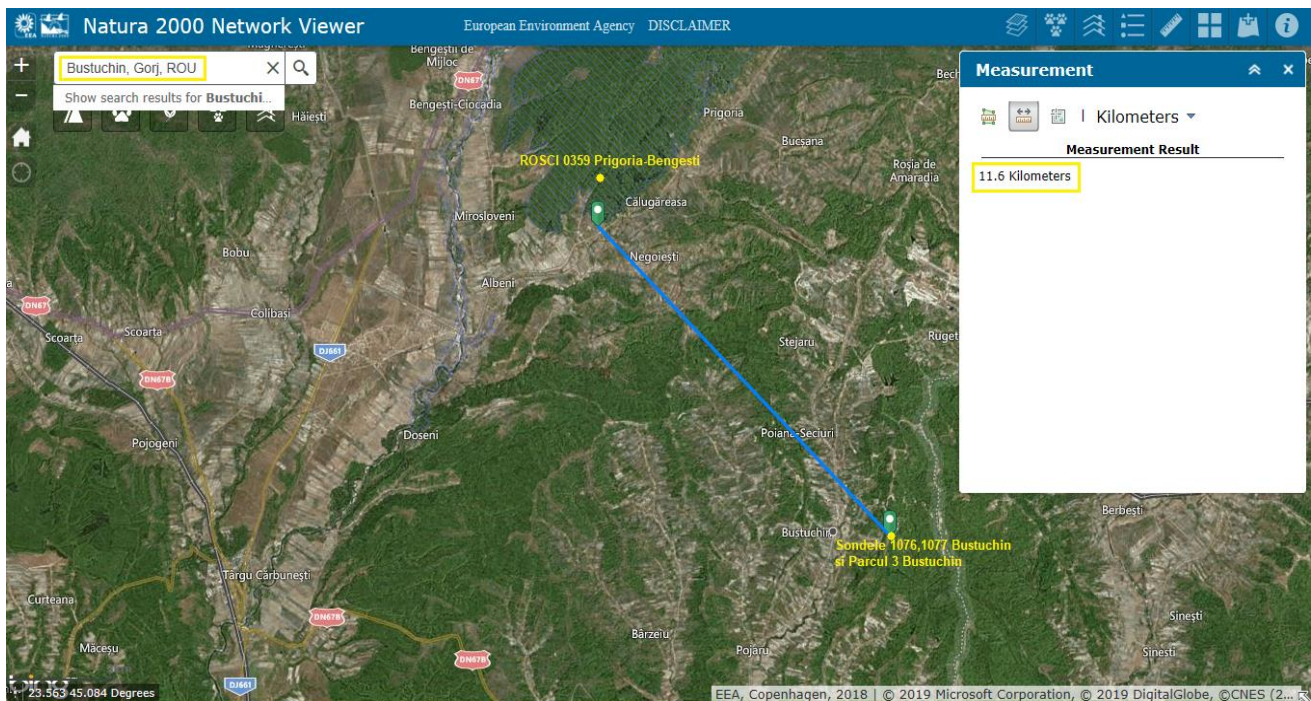 Natura 2000 Network Viewer
European Environment Agency DISCLAIMER
Bustuchin, Gorj, ROU
Show search results for Bustuchi...
Measurement
Kilometers
Measurement Result
11.6 Kilometers
Bengeștii de
Mijloc
DN67
Bengești-Ciocadia
Hăiești
Prigoria
Bucșana
Roșia de
Amaradia
ROSCI 0359 Prigoria-Bengesti
Călugăreasa
Mirosloveni
Negoiești
Bobu
Albeni
Colibași
DN67
Scoarța
Scoarta
DJ661
Stejaru
DN67B
Pojogeni
Doseni
Poiana-Seciuri
Bustuchin
Sondele 1076,1077 Bustuchin
si Parcul 3 Bustuchin
Berbești
Târgu Cărbunești
Curteana
DN67B
Sinești
Măceșu
Bârzeiu
Pojaru
Sinești
DN67B
DJ661
23.563 45.084 Degrees
EEA, Copenhagen, 2018 | © 2019 Microsoft Corporation, © 2019 DigitalGlobe, ©CNES (2...